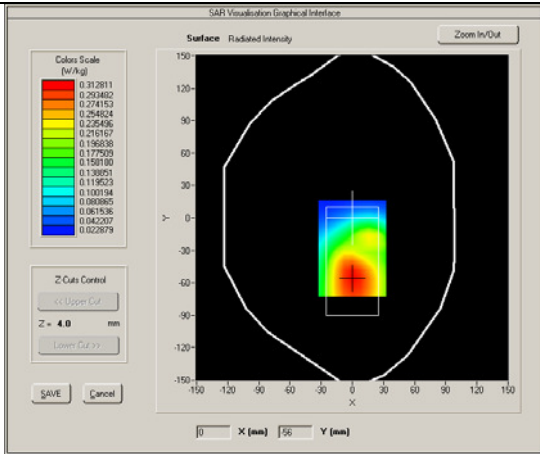 SAR Visualisation Graphical Interface
Surface Radiated Intensity
Zoom In/Out
Colors Scale
(W/kg)
0.312811
0.293482
0.274153
0.254824
0.235496
0.216167
0.196838
0.177509
0.158180
0.138851
0.119523
0.100194
0.080865
0.061536
0.042207
0.022879
150-
120-
90-
60-
30-
Y
0-
-30-
-60-
-90-
-120-
-150-
-150 -120 -90 -60 -30 0 30 60 90 120 150
X
Z-Cuts Control
<< Upper Cut
Z = 4.0 mm
Lower Cut >>
SAVE Cancel
0 X (mm) -56 Y (mm)